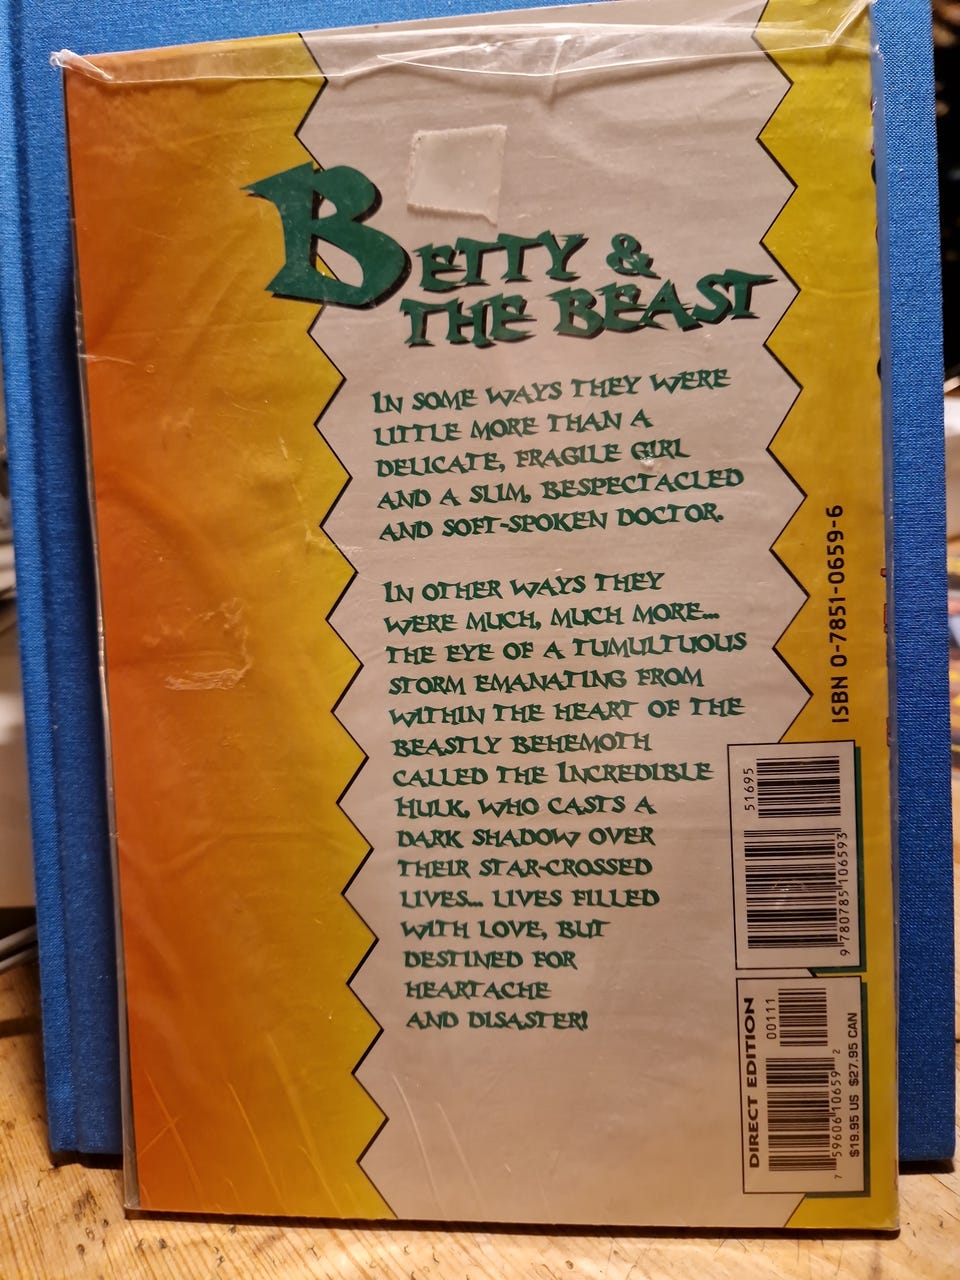 BETTY &
THE BEAST
IN SOME WAYS THEY WERE
LITTLE MORE THAN A
DELICATE, FRAGILE GIRL
AND A SLIM, BESPECTACLED
AND SOFT-SPOKEN DOCTOR.
IN OTHER WAYS THEY
WERE MUCH, MUCH MORE...
THE EYE OF A TUMULTUOUS
STORM EMANATING FROM
WITHIN THE HEART OF THE
BEASTLY BEHEMOTH
CALLED THE INCREDIBLE
HULK, WHO CASTS A
DARK SHADOW OVER
THEIR STAR-CROSSED
LIVES... LIVES FILLED
WITH LOVE, BUT
DESTINED FOR
HEARTACHE
AND DISASTER!
ISBN 0-7851-0659-6
51695
9 780785 106593
DIRECT EDITION
00111
7 59606 10659 2
$19.95 US $27.95 CAN